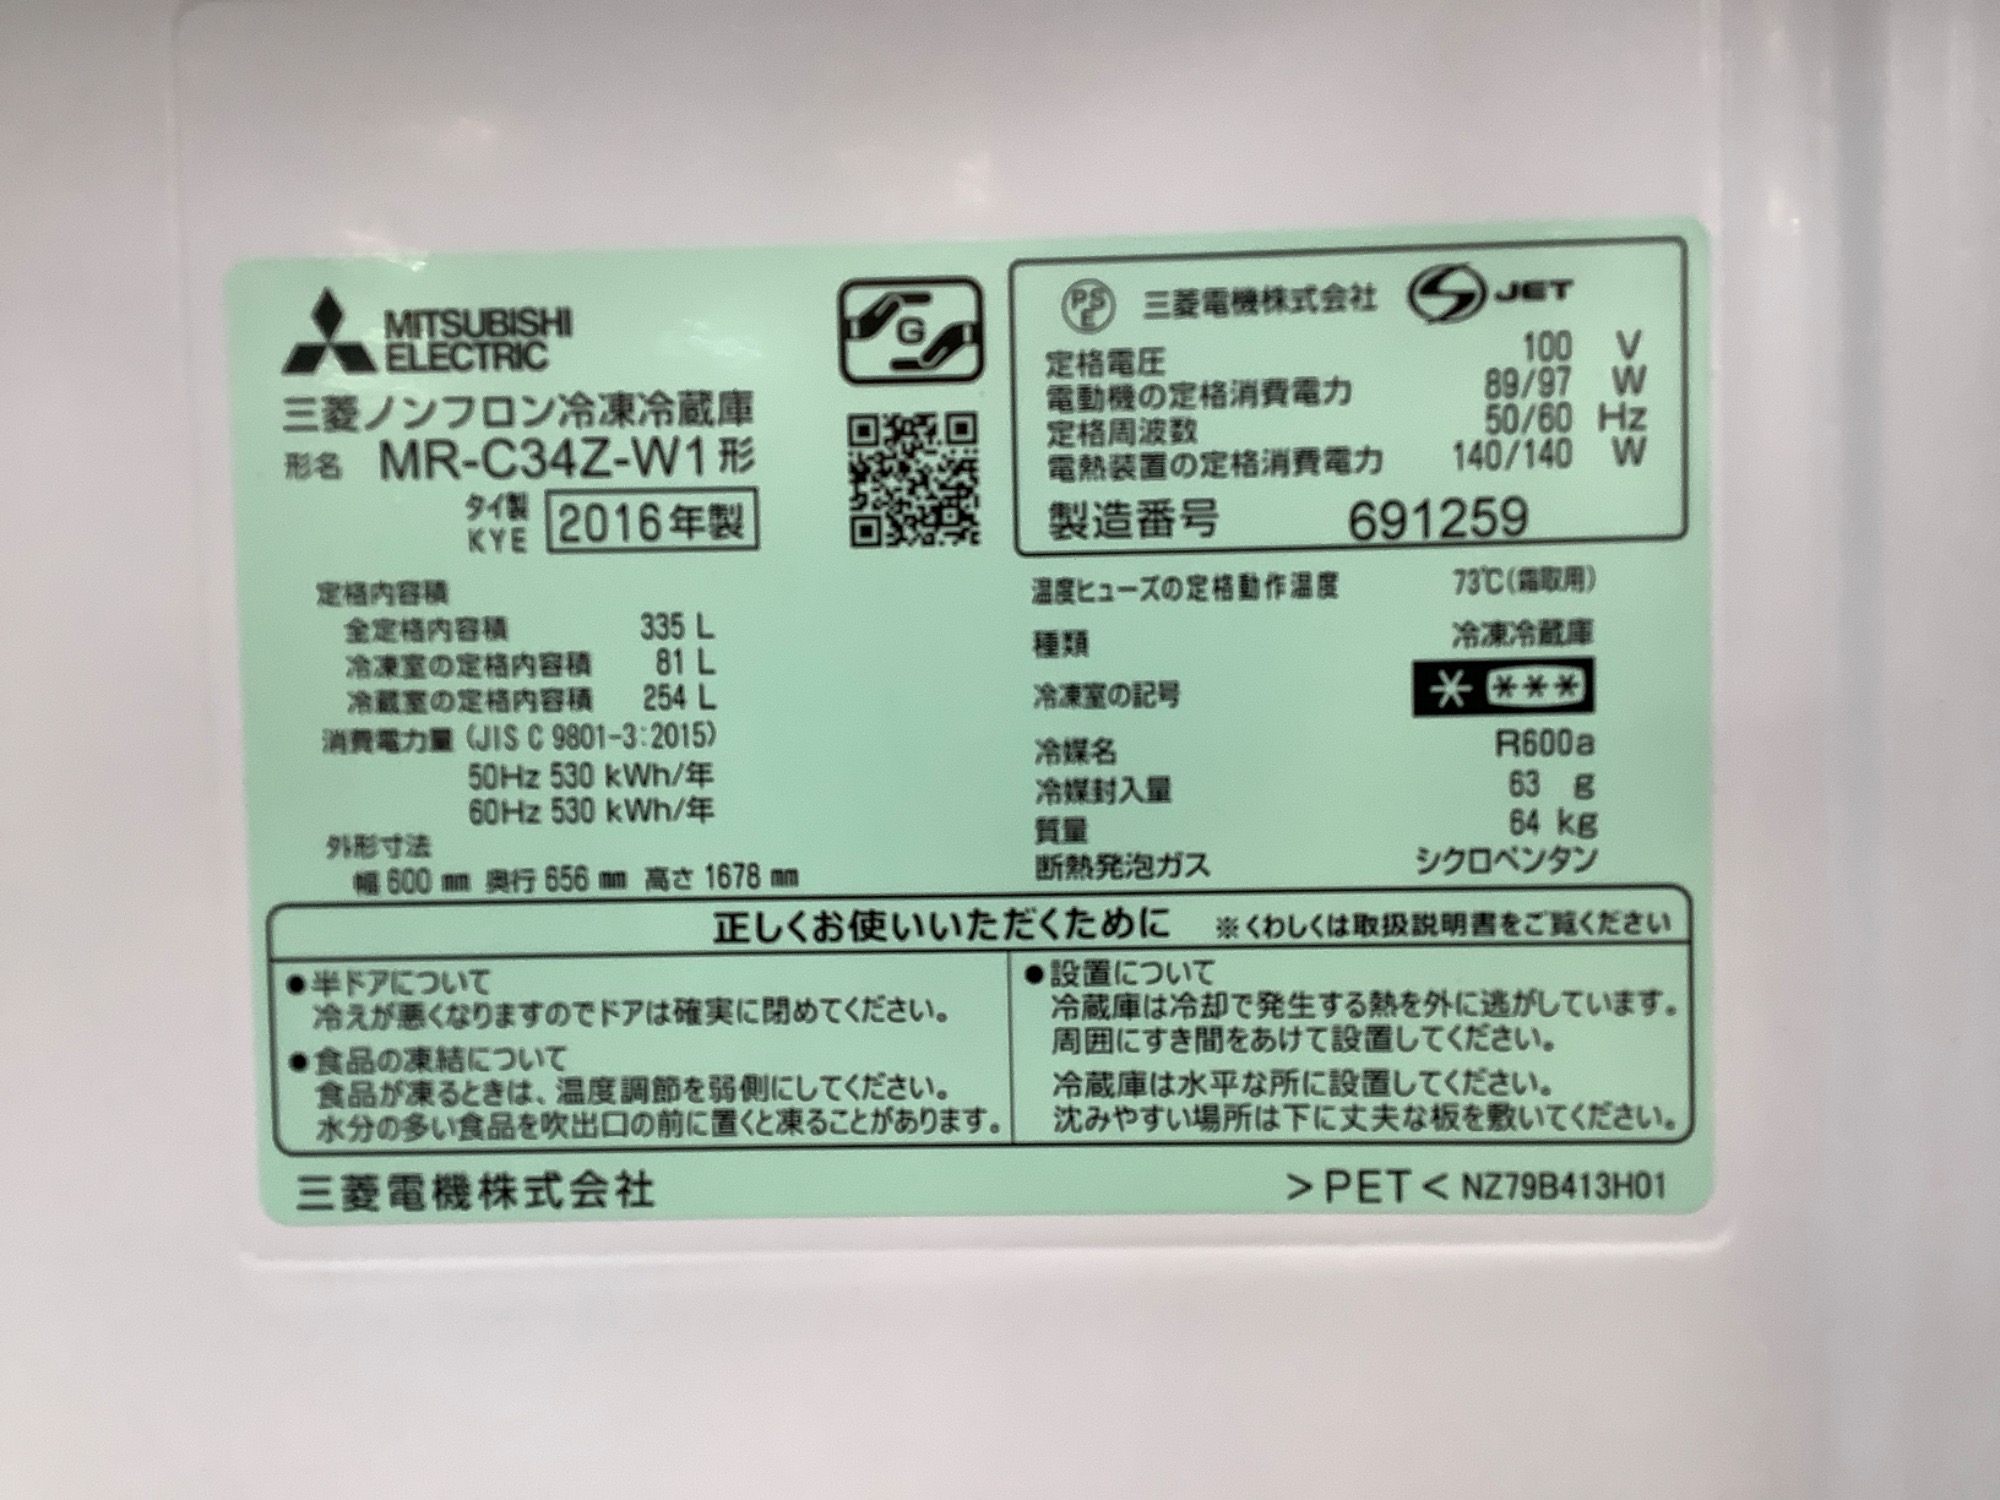 MITSUBISHI
ELECTRIC
三菱ノンフロン冷凍冷蔵庫
形名 MR-C34Z-W1形
タイ製
KYE
2016年製
G
定格内容積
全定格内容積 335 L
冷凍室の定格内容積 81 L
冷蔵室の定格内容積 254 L
消費電力量 (JIS C 9801-3:2015)
50Hz 530 kWh/年
60Hz 530 kWh/年
外形寸法
幅 600 mm 奥行 656 mm 高さ 1678 mm
PS
E
三菱電機株式会社 JET
定格電圧 100 V
電動機の定格消費電力 89/97 W
定格周波数 50/60 Hz
電熱装置の定格消費電力 140/140 W
製造番号 691259
温度ヒューズの定格動作温度 73℃(霜取用)
種類 冷凍冷蔵庫
冷凍室の記号 * ***
冷媒名 R600a
冷媒封入量 63 g
質量 64 kg
断熱発泡ガス シクロペンタン
正しくお使いいただくために ※くわしくは取扱説明書をご覧ください
●半ドアについて
冷えが悪くなりますのでドアは確実に閉めてください。
●食品の凍結について
食品が凍るときは、温度調節を弱側にしてください。
水分の多い食品を吹出口の前に置くと凍ることがあります。
●設置について
冷蔵庫は冷却で発生する熱を外に逃がしています。
周囲にすき間をあけて設置してください。
冷蔵庫は水平な所に設置してください。
沈みやすい場所は下に丈夫な板を敷いてください。
三菱電機株式会社
>PET< NZ79B413H01